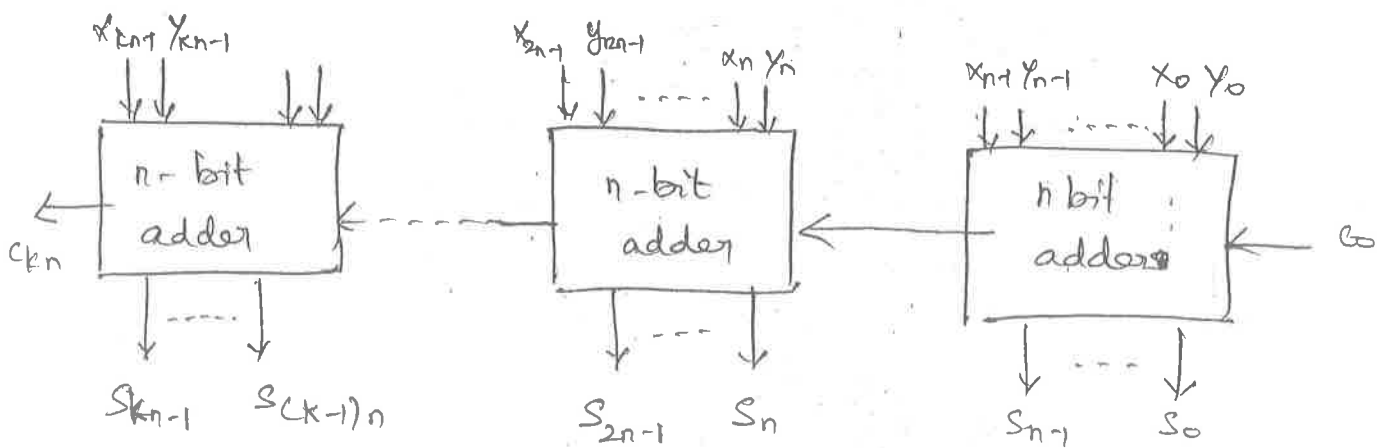 x_{kn-1} y_{kn-1}
x_{2n-1} y_{2n-1} ---- x_n y_n
x_{n-1} y_{n-1} ----- x_0 y_0
n-bit adder
n-bit adder
n bit adder
c_{kn}
c_0
S_{kn-1} ----- S_{(k-1)n}
S_{2n-1} ---- S_n
S_{n-1} ---- S_0